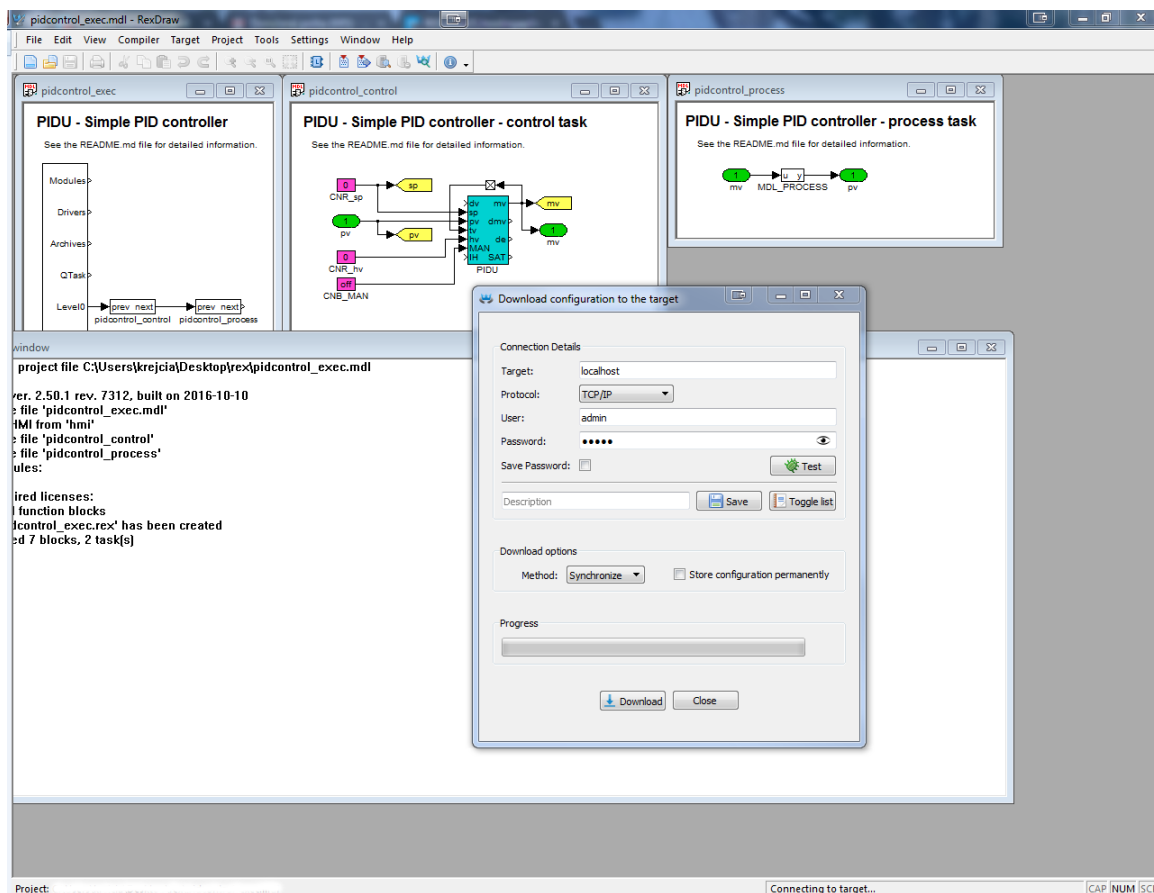 pidcontrol_exec.mdl - RexDraw
File Edit View Compiler Target Project Tools Settings Window Help
pidcontrol_exec
PIDU - Simple PID controller
See the README.md file for detailed information.
Modules
Drivers
Archives
QTask
Level0
prev next
pidcontrol_control
prev next
pidcontrol_process
pidcontrol_control
PIDU - Simple PID controller - control task
See the README.md file for detailed information.
0
CNR_sp
sp
1
pv
pv
0
CNR_hv
off
CNB_MAN
dv mv
sp
pv dmv
tv
hv de
MAN
IH SAT
PIDU
mv
1
mv
pidcontrol_process
PIDU - Simple PID controller - process task
See the README.md file for detailed information.
1
mv
u y
MDL_PROCESS
1
pv
window
project file C:\Users\krejcia\Desktop\rex\pidcontrol_exec.mdl
ver. 2.50.1 rev. 7312, built on 2016-10-10
e file 'pidcontrol_exec.mdl'
HMI from 'hmi'
e file 'pidcontrol_control'
e file 'pidcontrol_process'
ules:
ired licenses:
l function blocks
dcontrol_exec.rex' has been created
ed 7 blocks, 2 task(s)
Download configuration to the target
Connection Details
Target: localhost
Protocol: TCP/IP
User: admin
Password: •••••
Save Password:
Test
Description
Save
Toggle list
Download options
Method: Synchronize
Store configuration permanently
Progress
Download
Close
Project:
Connecting to target...
CAP NUM SC